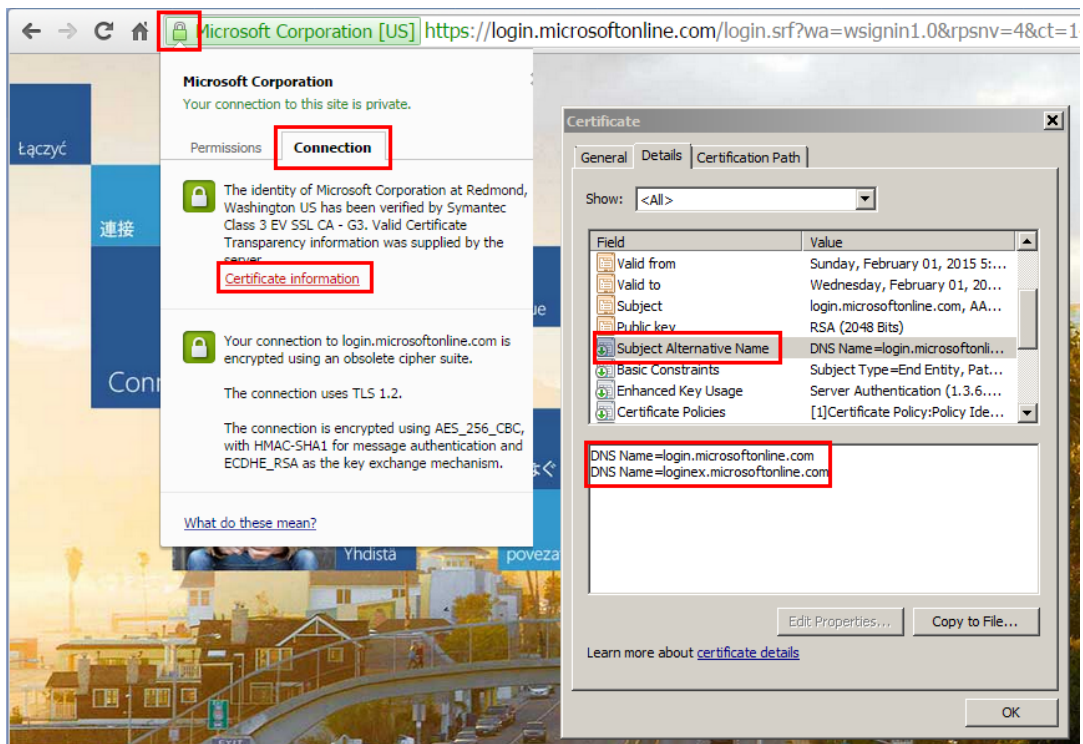 Microsoft Corporation [US] https://login.microsoftonline.com/login.srf?wa=wsignin1.0&rpsnv=4&ct=1
Łączyć
連接
Microsoft Corporation
Your connection to this site is private.
Permissions
Connection
The identity of Microsoft Corporation at Redmond,
Washington US has been verified by Symantec
Class 3 EV SSL CA - G3. Valid Certificate
Transparency information was supplied by the
server.
Certificate information
Your connection to login.microsoftonline.com is
encrypted using an obsolete cipher suite.
The connection uses TLS 1.2.
The connection is encrypted using AES_256_CBC,
with HMAC-SHA1 for message authentication and
ECDHE_RSA as the key exchange mechanism.
What do these mean?
Yhdistä
EXIT
Certificate
General Details Certification Path
Show: <All>
Field Value
Valid from Sunday, February 01, 2015 5:...
Valid to Wednesday, February 01, 20...
Subject login.microsoftonline.com, AA...
Public key RSA (2048 Bits)
Subject Alternative Name DNS Name=login.microsoftonli...
Basic Constraints Subject Type=End Entity, Pat...
Enhanced Key Usage Server Authentication (1.3.6....
Certificate Policies [1]Certificate Policy:Policy Ide...
DNS Name=login.microsoftonline.com
DNS Name=loginex.microsoftonline.com
Edit Properties... Copy to File...
Learn more about certificate details
OK